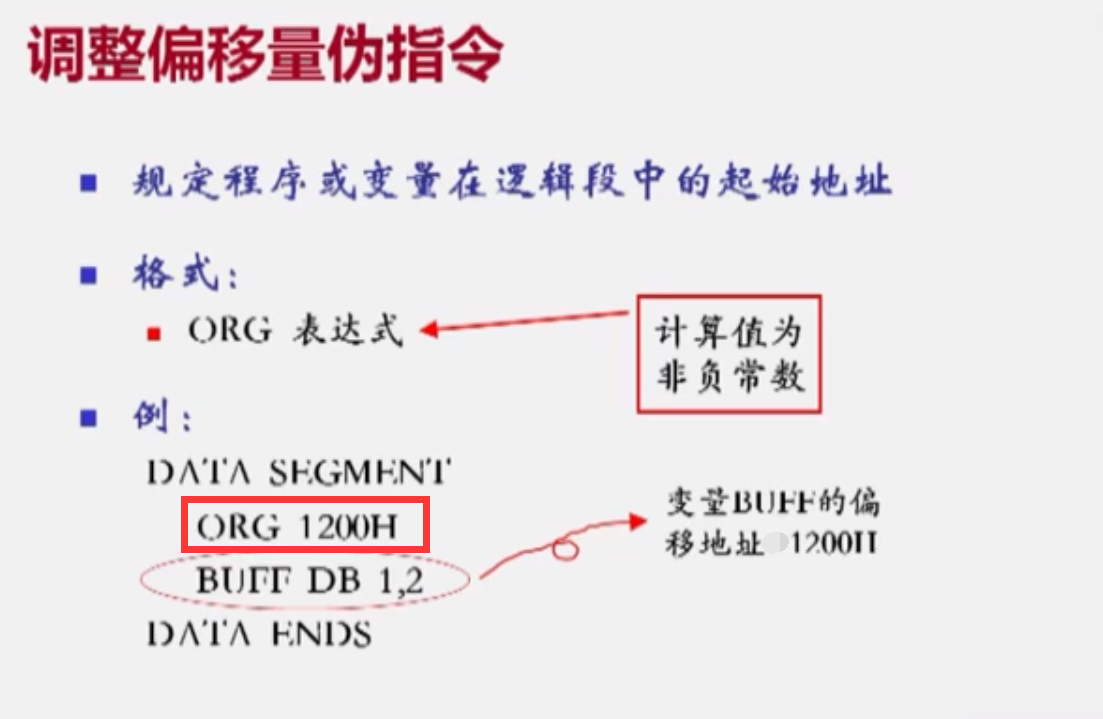 调整偏移量伪指令
规定程序或变量在逻辑段中的起始地址
格式：
ORG 表达式
计算值为
非负常数
例：
DATA SEGMENT
ORG 1200H
BUFF DB 1,2
DATA ENDS
变量BUFF的偏
移地址 1200H